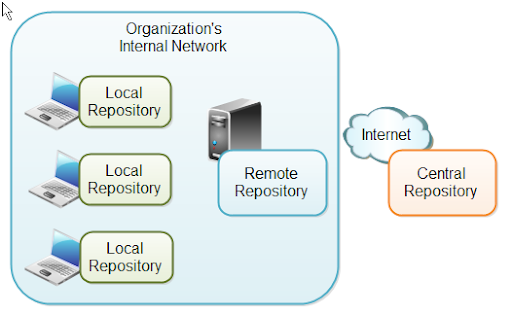 Organization's
Internal Network
Local
Repository
Local
Repository
Local
Repository
Remote
Repository
Internet
Central
Repository